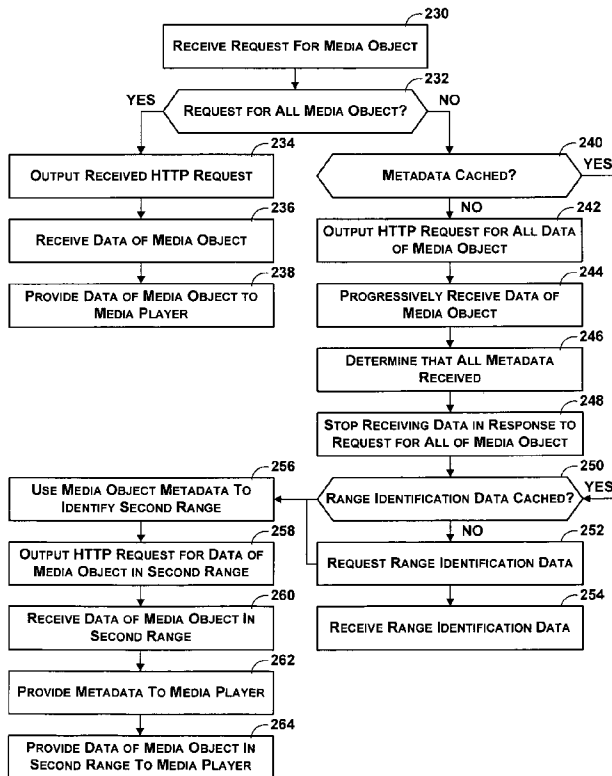 230
RECEIVE REQUEST FOR MEDIA OBJECT
232
YES
REQUEST FOR ALL MEDIA OBJECT?
NO
234
OUTPUT RECEIVED HTTP REQUEST
236
RECEIVE DATA OF MEDIA OBJECT
238
PROVIDE DATA OF MEDIA OBJECT TO
MEDIA PLAYER
240
METADATA CACHED?
YES
NO
242
OUTPUT HTTP REQUEST FOR ALL DATA
OF MEDIA OBJECT
244
PROGRESSIVELY RECEIVE DATA OF
MEDIA OBJECT
246
DETERMINE THAT ALL METADATA
RECEIVED
248
STOP RECEIVING DATA IN RESPONSE TO
REQUEST FOR ALL OF MEDIA OBJECT
250
RANGE IDENTIFICATION DATA CACHED?
YES
NO
252
REQUEST RANGE IDENTIFICATION DATA
254
RECEIVE RANGE IDENTIFICATION DATA
256
USE MEDIA OBJECT METADATA TO
IDENTIFY SECOND RANGE
258
OUTPUT HTTP REQUEST FOR DATA OF
MEDIA OBJECT IN SECOND RANGE
260
RECEIVE DATA OF MEDIA OBJECT IN
SECOND RANGE
262
PROVIDE METADATA TO MEDIA PLAYER
264
PROVIDE DATA OF MEDIA OBJECT IN
SECOND RANGE TO MEDIA PLAYER